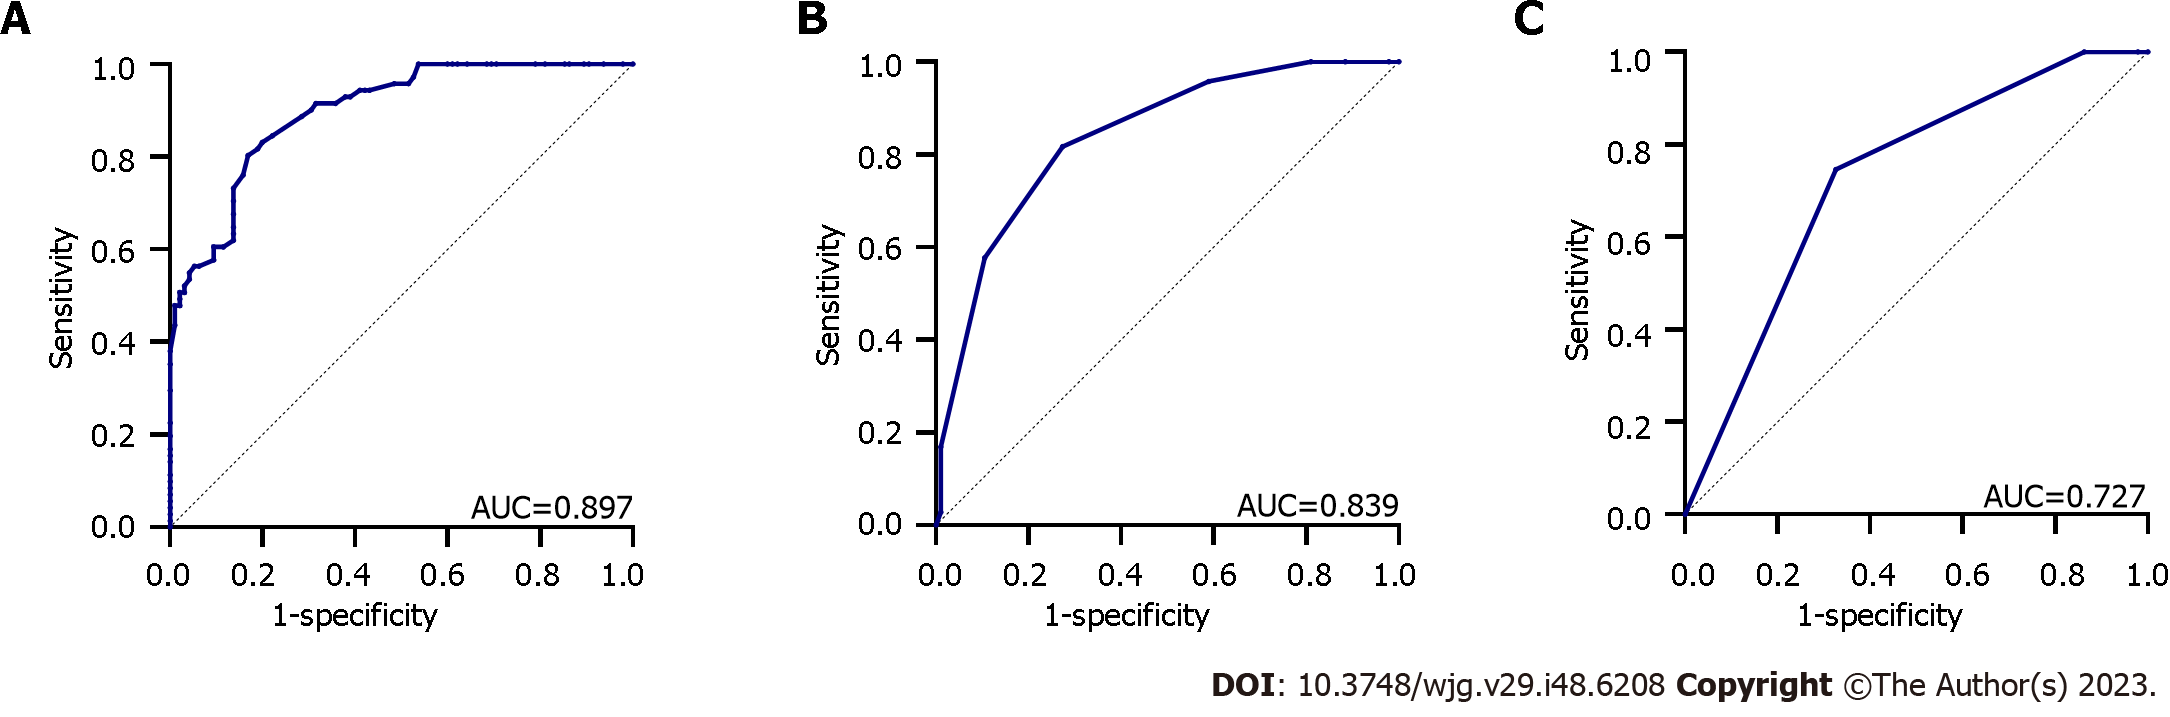 A
B
C
1.0
0.8
0.6
0.4
0.2
0.0
Sensitivity
AUC=0.897
0.0 0.2 0.4 0.6 0.8 1.0
1-specificity
1.0
0.8
0.6
0.4
0.2
0.0
Sensitivity
AUC=0.839
0.0 0.2 0.4 0.6 0.8 1.0
1-specificity
1.0
0.8
0.6
0.4
0.2
0.0
Sensitivity
AUC=0.727
0.0 0.2 0.4 0.6 0.8 1.0
1-specificity
DOI: 10.3748/wjg.v29.i48.6208 Copyright ©The Author(s) 2023.